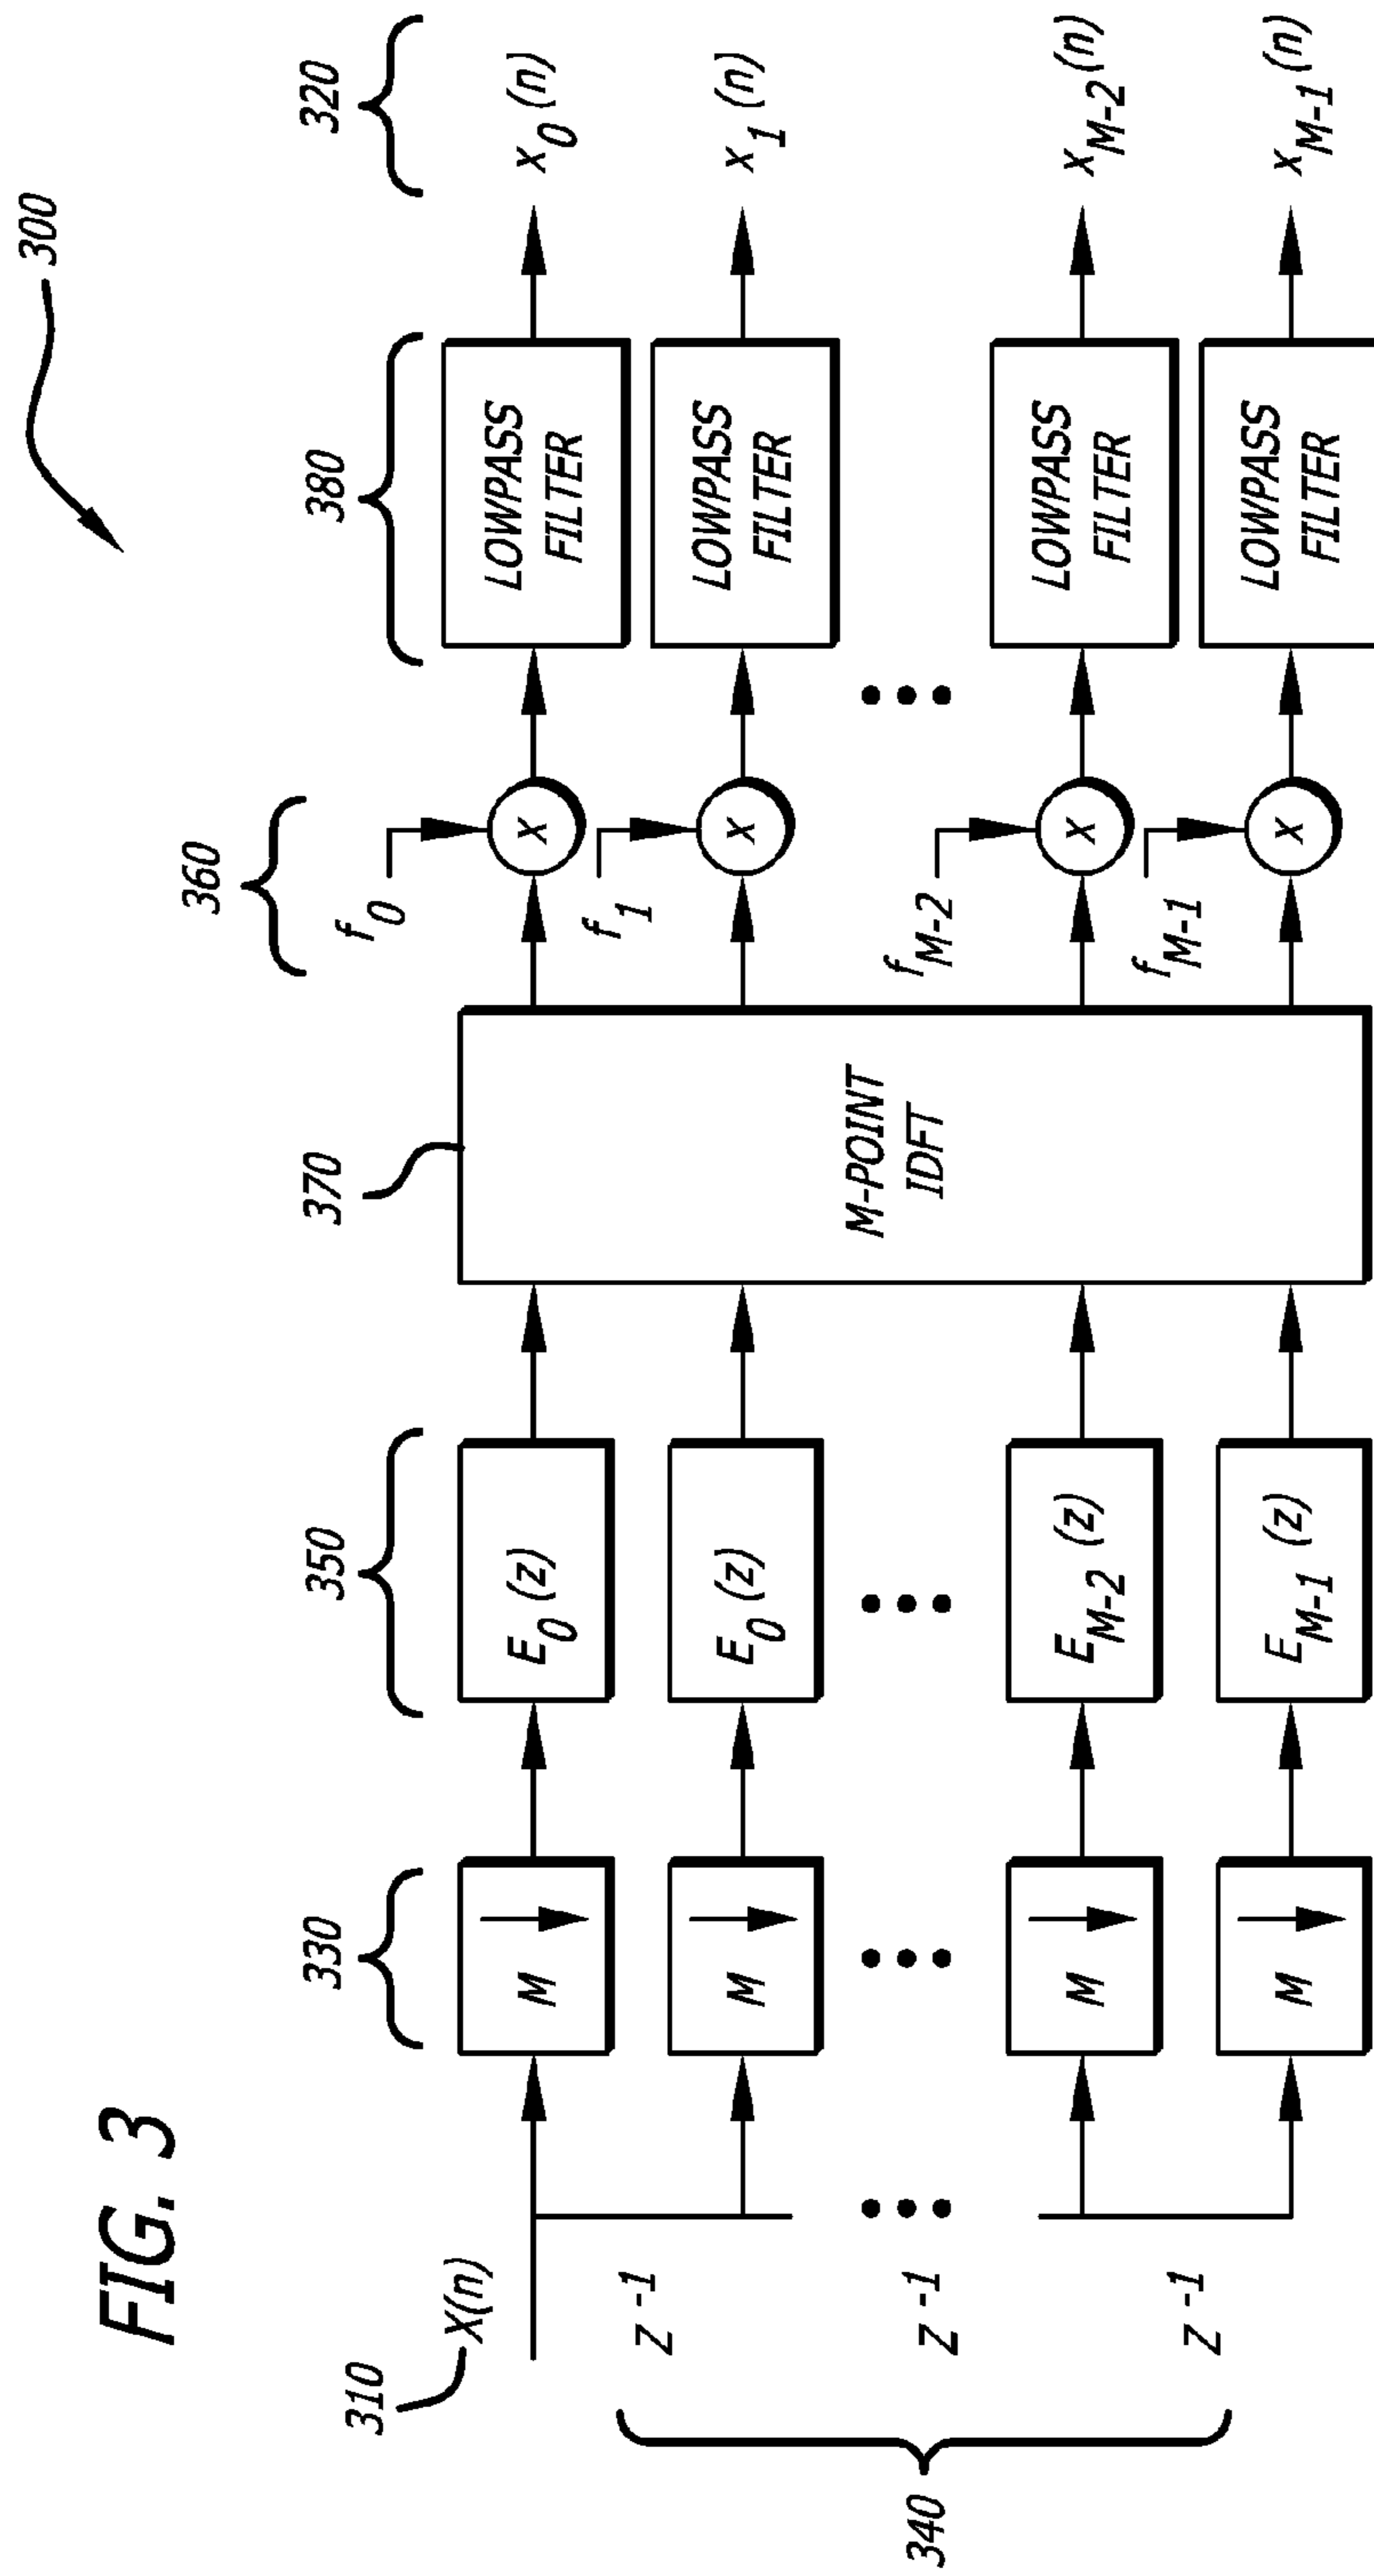 FIG. 3
300
310
X(n)
340
Z -1
Z -1
Z -1
330
M
M
M
M
350
E0 (z)
E0 (z)
EM-2 (z)
EM-1 (z)
370
M-POINT
IDFT
360
f0
f1
fM-2
fM-1
X
X
X
X
380
LOWPASS
FILTER
LOWPASS
FILTER
LOWPASS
FILTER
LOWPASS
FILTER
320
x0 (n)
x1 (n)
xM-2 (n)
xM-1 (n)